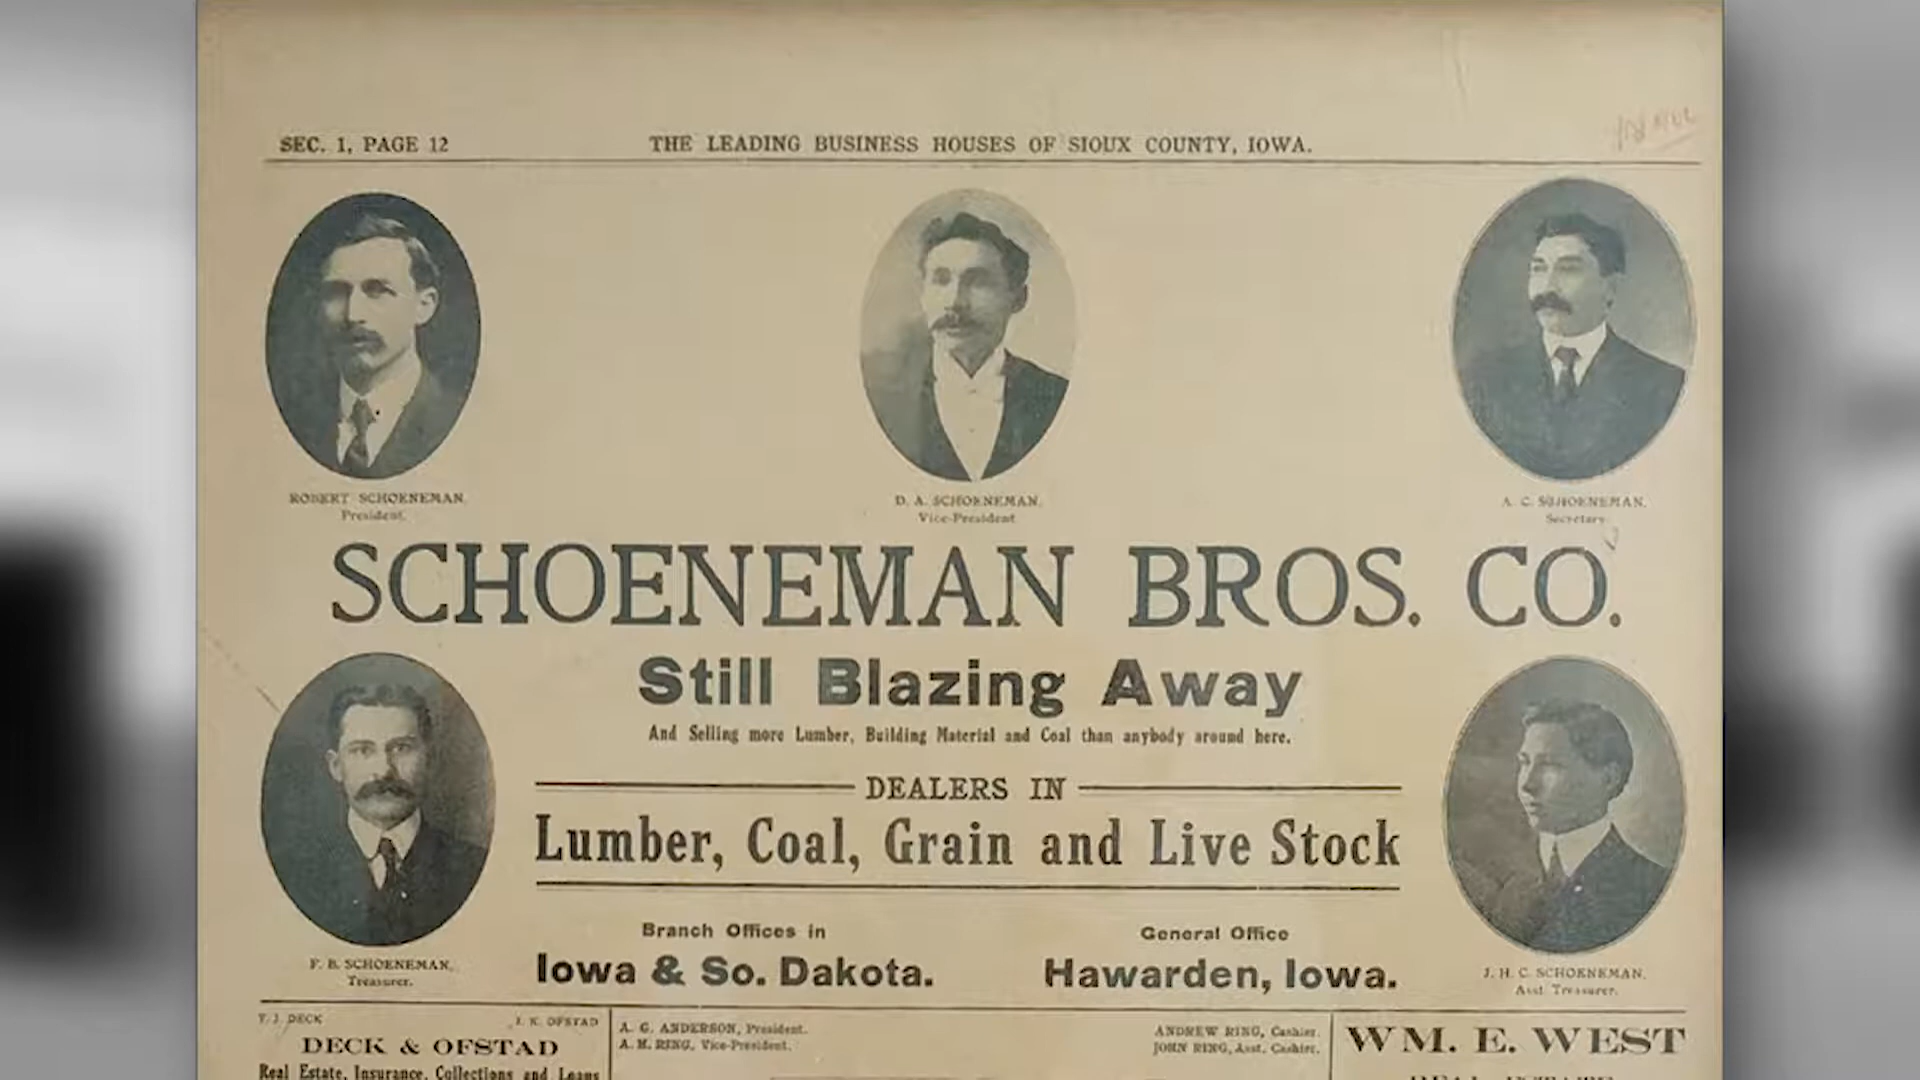 SEC. 1, PAGE 12
THE LEADING BUSINESS HOUSES OF SIOUX COUNTY, IOWA.
ROBERT SCHOENEMAN,
President.
D. A. SCHOENEMAN,
Vice-President
A. C. SCHOENEMAN,
Secretary
SCHOENEMAN BROS. CO.
Still Blazing Away
And Selling more Lumber, Building Material and Coal than anybody around here.
DEALERS IN
Lumber, Coal, Grain and Live Stock
Branch Offices in
Iowa & So. Dakota.
General Office
Hawarden, Iowa.
F. B. SCHOENEMAN,
Treasurer.
J. H. C. SCHOENEMAN,
Asst Treasurer.
T. J. DECK
J. K. OFSTAD
DECK & OFSTAD
Real Estate, Insurance, Collections and Loans
A. G. ANDERSON, President.
A. M. RING, Vice-President.
ANDREW RING, Cashier.
JOHN RING, Asst. Cashier.
WM. E. WEST